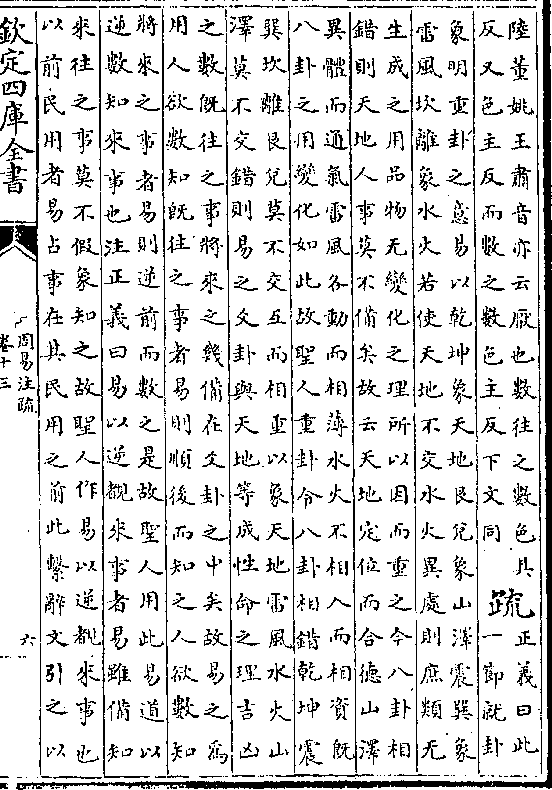 陸董姚王肅音亦云厭也數往之數色具
反又色主反而數之數色主反下文同
疏
正義曰此
一節就卦
象明重卦之意易以乾坤象天地艮兌象山澤震巽象
雷風坎離象水火若使天地不交水火異處則庶類无
生成之用品物无變化之理所以因而重之令八卦相
錯則天地人事莫不備矣故云天地定位而合德山澤
異體而通氣雷風各動而相薄水火不相入而相資既
八卦之用變化如此故聖人重卦令八卦相錯乾坤震
巽坎離艮兌莫不交互而相重以象天地雷風水火山
澤莫不交錯則易之爻卦與天地等成性命之理吉凶
之數既往之事將來之幾備在爻卦之中矣故易之為
用人欲數知既往之事者易則順後而知之人欲數知
將來之事者易則逆前而數之是故聖人用此易道以
逆數知來事也注正義曰易以逆覩來事者易雖備知
來往之事莫不假象知之故聖人作易以逆覩來事也
以前民用者易占事在其民用之前此繫辭文引之以
欽定四庫全書
周易注疏
卷十三
六